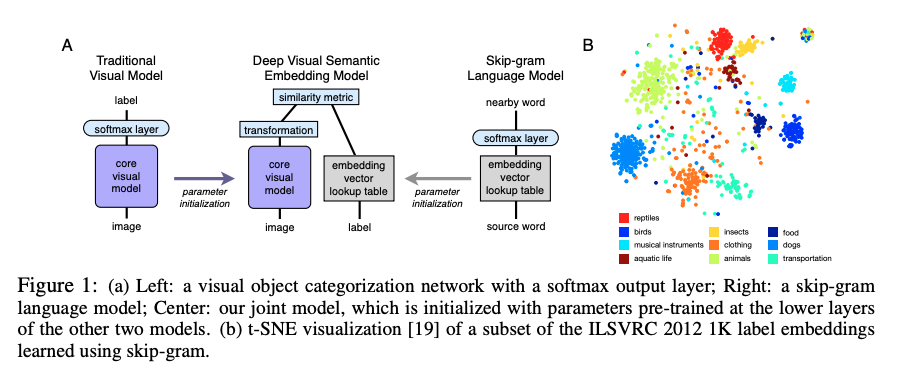 A
B
Traditional
Visual Model
Deep Visual Semantic
Embedding Model
Skip-gram
Language Model
label
softmax layer
core
visual
model
image
parameter
initialization
similarity metric
transformation
core
visual
model
image
embedding
vector
lookup table
label
parameter
initialization
nearby word
softmax layer
embedding
vector
lookup table
source word
reptiles
birds
musical instruments
aquatic life
insects
clothing
animals
food
dogs
transportation
Figure 1: (a) Left: a visual object categorization network with a softmax output layer; Right: a skip-gram
language model; Center: our joint model, which is initialized with parameters pre-trained at the lower layers
of the other two models. (b) t-SNE visualization [19] of a subset of the ILSVRC 2012 1K label embeddings
learned using skip-gram.